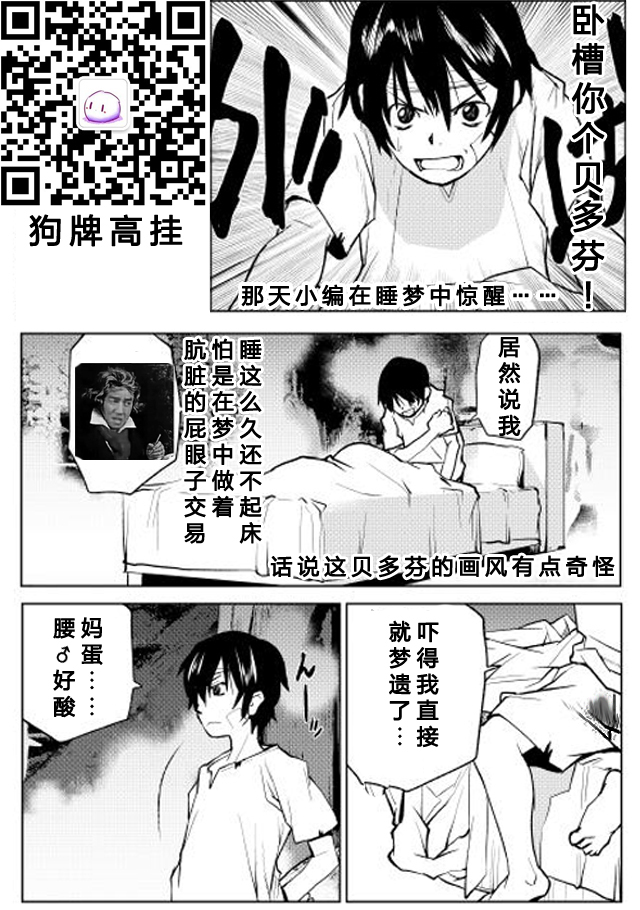 狗牌高挂
卧槽你个贝多芬！
那天小编在睡梦中惊醒……
居然说我
睡这么久还不起床
怕是在梦中做着
肮脏的屁眼子交易
话说这贝多芬的画风有点奇怪
吓得我直接
就梦遗了…
妈蛋……
腰♂好酸
んーッ